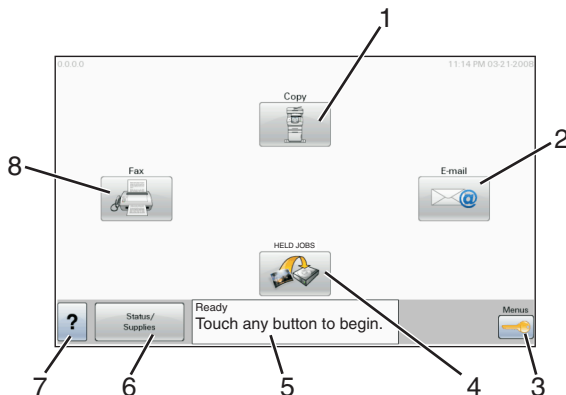 1
0.0.0.0
11:14 PM 03-21-2008
Copy
2
8
Fax
E-mail
HELD JOBS
?
Status/
Supplies
Ready
Touch any button to begin.
Menus
7
6
5
4
3